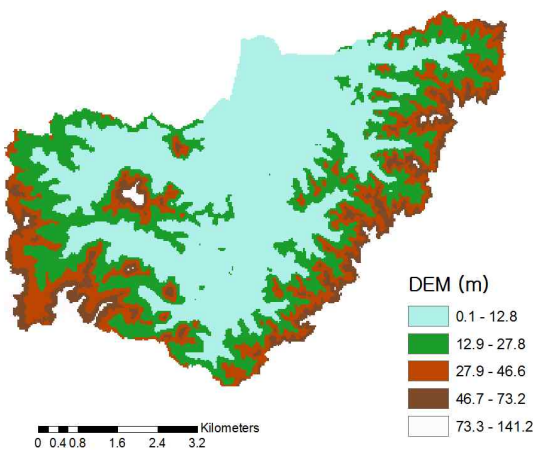 DEM (m)
0.1 - 12.8
12.9 - 27.8
27.9 - 46.6
46.7 - 73.2
73.3 - 141.2
Kilometers
0 0.4 0.8 1.6 2.4 3.2